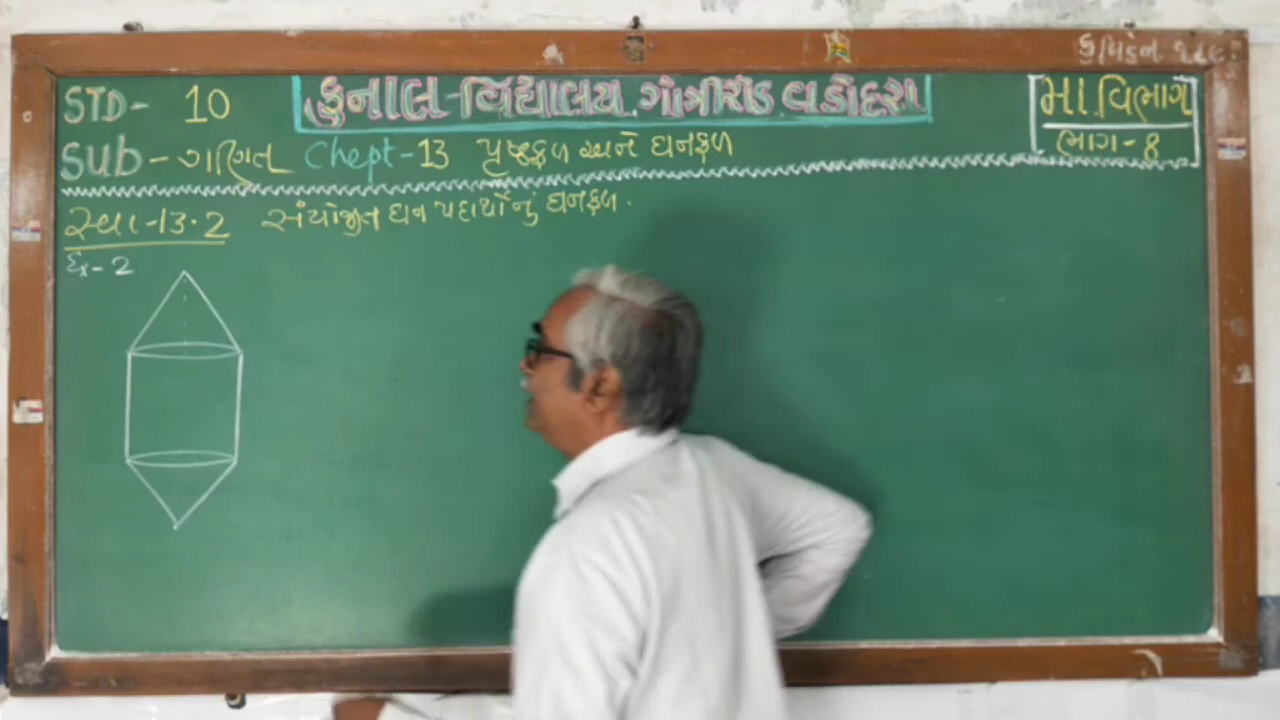 STD- 10
કુનાલ-વિદ્યાલય. ગોત્રીરોડ વડોદરા
મા. વિભાગ
ભાગ-8
SUB - ગણિત Chept-13 પૃષ્ઠફળ અને ઘનફળ
સ્વા-13.2 સંયોજીત ઘન પદાર્થોનું ઘનફળ.
Ex-2